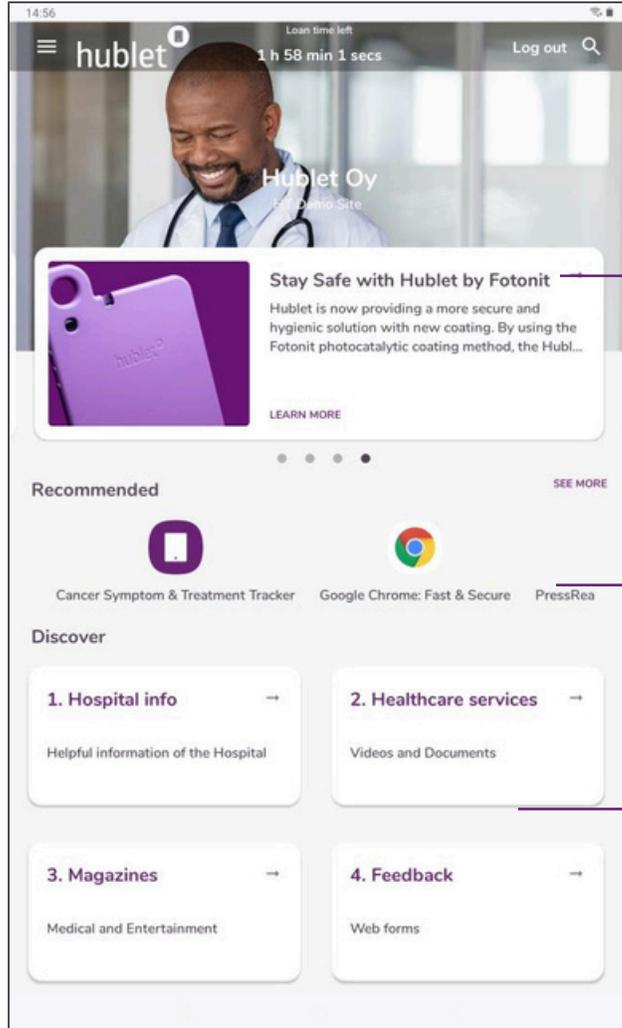 14:56
Loan time left
hublet
1 h 58 min 1 secs
Log out
Hublet Oy
HT Demo Site
Stay Safe with Hublet by Fotonit
Hublet is now providing a more secure and
hygienic solution with new coating. By using the
Fotonit photocatalytic coating method, the Hubl...
hublet
LEARN MORE
Recommended
SEE MORE
Cancer Symptom & Treatment Tracker
Google Chrome: Fast & Secure
PressRea
Discover
1. Hospital info
2. Healthcare services
Helpful information of the Hospital
Videos and Documents
3. Magazines
4. Feedback
Medical and Entertainment
Web forms